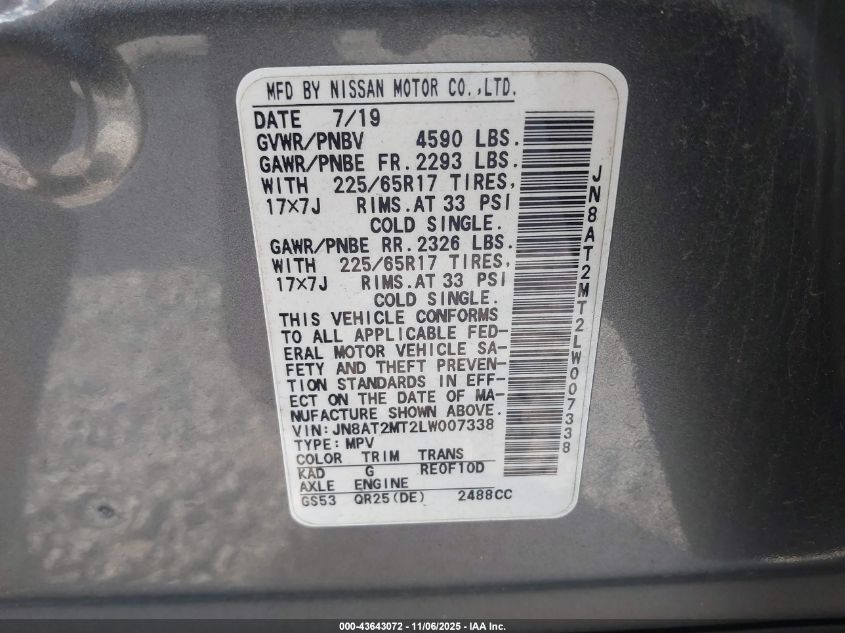 MFD BY NISSAN MOTOR CO.,LTD.
DATE 7/19
GVWR/PNBV 4590 LBS.
GAWR/PNBE FR. 2293 LBS.
WITH 225/65R17 TIRES,
17×7J RIMS. AT 33 PSI
COLD SINGLE.
GAWR/PNBE RR. 2326 LBS.
WITH 225/65R17 TIRES,
17×7J RIMS. AT 33 PSI
COLD SINGLE.
THIS VEHICLE CONFORMS
TO ALL APPLICABLE FED-
ERAL MOTOR VEHICLE SA-
FETY AND THEFT PREVEN-
TION STANDARDS IN EFF-
ECT ON THE DATE OF MA-
NUFACTURE SHOWN ABOVE.
VIN: JN8AT2MT2LW007338
TYPE: MPV
COLOR TRIM TRANS
KAD G RE0F10D
AXLE ENGINE
GS53 QR25(DE) 2488CC
JN8AT2MT2LW007338
000-43643072 - 11/06/2025 - IAA Inc.